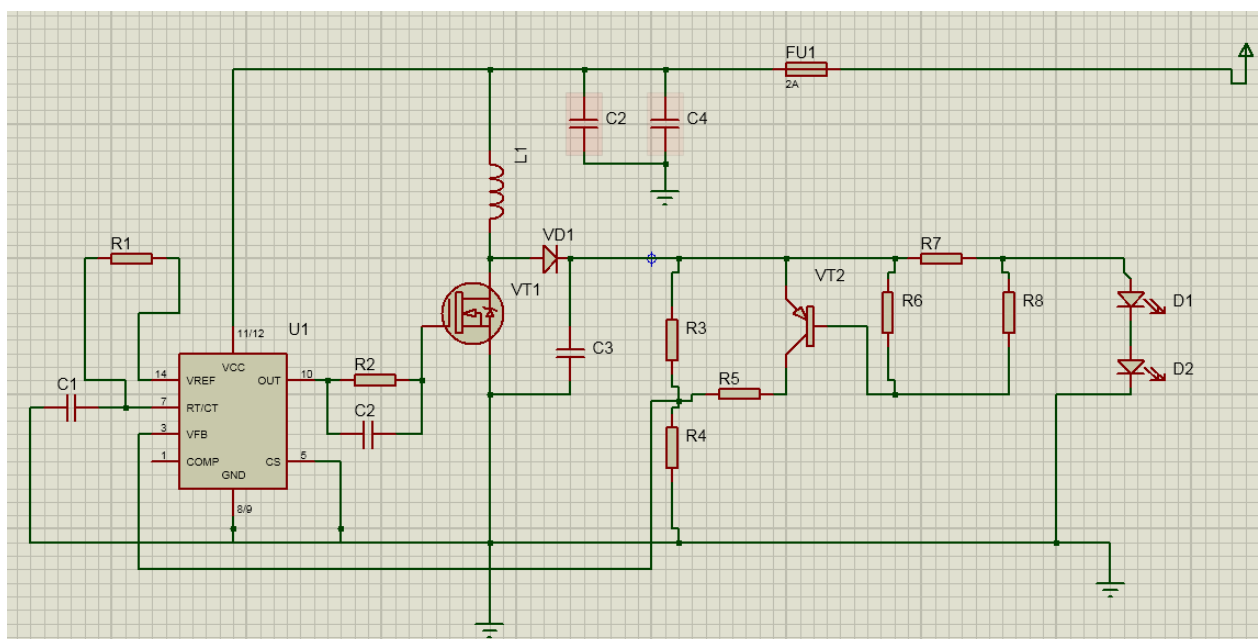 FU1
2A
C2
C4
L1
R1
VD1
R7
VT1
VT2
R6
R8
D1
U1
11/12
R3
C3
VCC
14
VREF
OUT
10
R2
D2
C1
R5
7
RT/CT
C2
3
VFB
R4
1
COMP
CS
5
GND
8/9